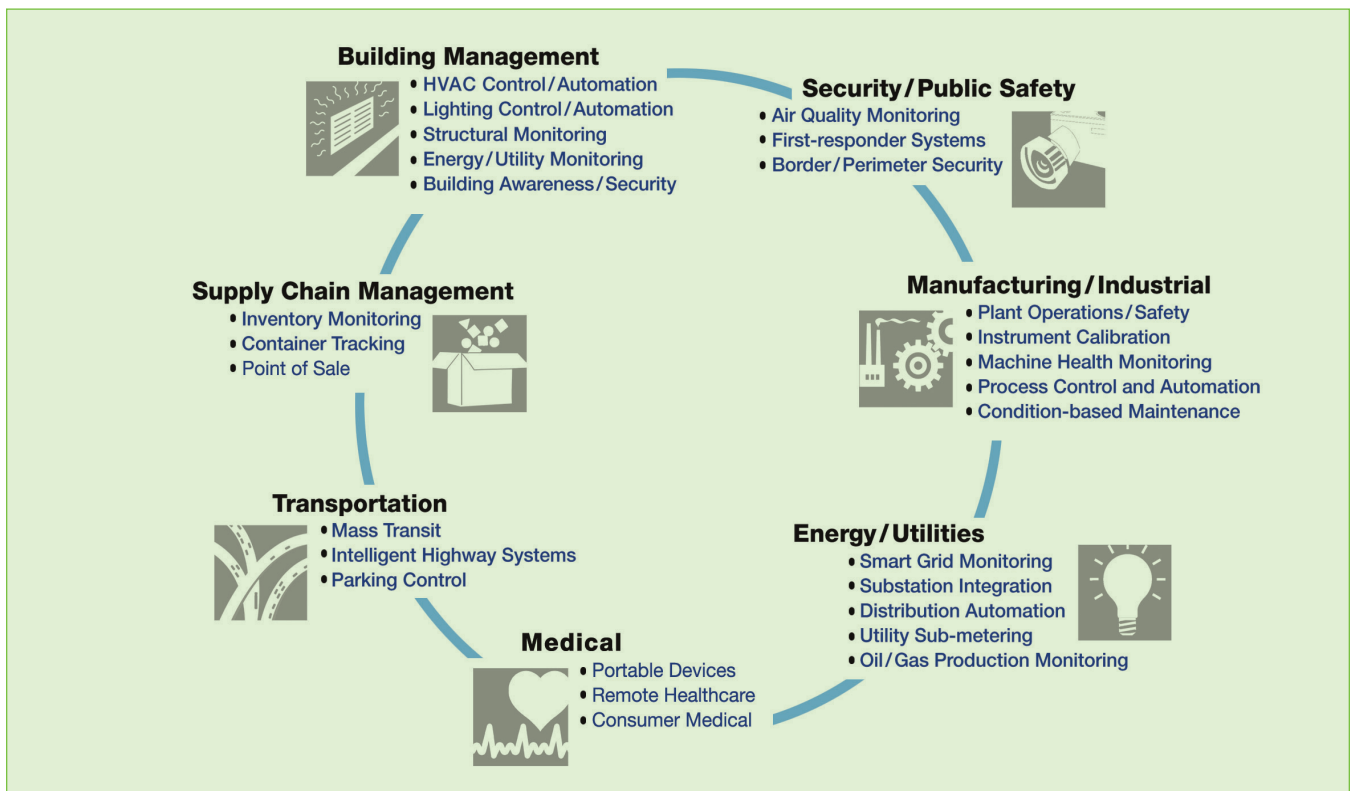 Building Management
• HVAC Control/Automation
• Lighting Control/Automation
• Structural Monitoring
• Energy/Utility Monitoring
• Building Awareness/Security
Security/Public Safety
• Air Quality Monitoring
• First-responder Systems
• Border/Perimeter Security
Manufacturing/Industrial
• Plant Operations/Safety
• Instrument Calibration
• Machine Health Monitoring
• Process Control and Automation
• Condition-based Maintenance
Energy/Utilities
• Smart Grid Monitoring
• Substation Integration
• Distribution Automation
• Utility Sub-metering
• Oil/Gas Production Monitoring
Medical
• Portable Devices
• Remote Healthcare
• Consumer Medical
Transportation
• Mass Transit
• Intelligent Highway Systems
• Parking Control
Supply Chain Management
• Inventory Monitoring
• Container Tracking
• Point of Sale